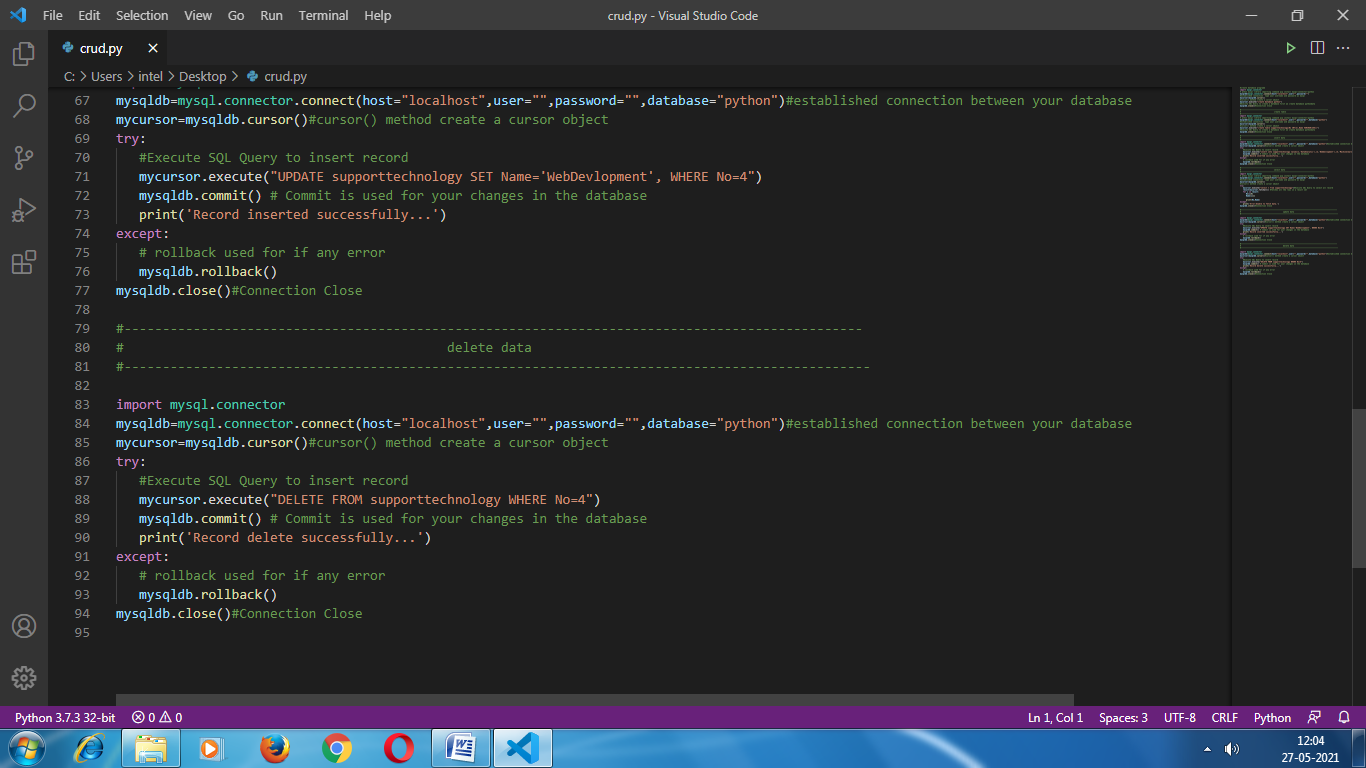 File Edit Selection View Go Run Terminal Help crud.py - Visual Studio Code
crud.py
C: > Users > intel > Desktop > crud.py
67 mysqldb=mysql.connector.connect(host="localhost",user="",password="",database="python")#established connection between your database
68 mycursor=mysqldb.cursor()#cursor() method create a cursor object
69 try:
70 #Execute SQL Query to insert record
71 mycursor.execute("UPDATE supporttechnology SET Name='WebDevlopment', WHERE No=4")
72 mysqldb.commit() # Commit is used for your changes in the database
73 print('Record inserted successfully...')
74 except:
75 # rollback used for if any error
76 mysqldb.rollback()
77 mysqldb.close()#Connection Close
78
79 #------------------------------------------------------------------------------------------------
80 # delete data
81 #-------------------------------------------------------------------------------------------------
82
83 import mysql.connector
84 mysqldb=mysql.connector.connect(host="localhost",user="",password="",database="python")#established connection between your database
85 mycursor=mysqldb.cursor()#cursor() method create a cursor object
86 try:
87 #Execute SQL Query to insert record
88 mycursor.execute("DELETE FROM supporttechnology WHERE No=4")
89 mysqldb.commit() # Commit is used for your changes in the database
90 print('Record delete successfully...')
91 except:
92 # rollback used for if any error
93 mysqldb.rollback()
94 mysqldb.close()#Connection Close
95
Python 3.7.3 32-bit 0 0 Ln 1, Col 1 Spaces: 3 UTF-8 CRLF Python
12:04
27-05-2021